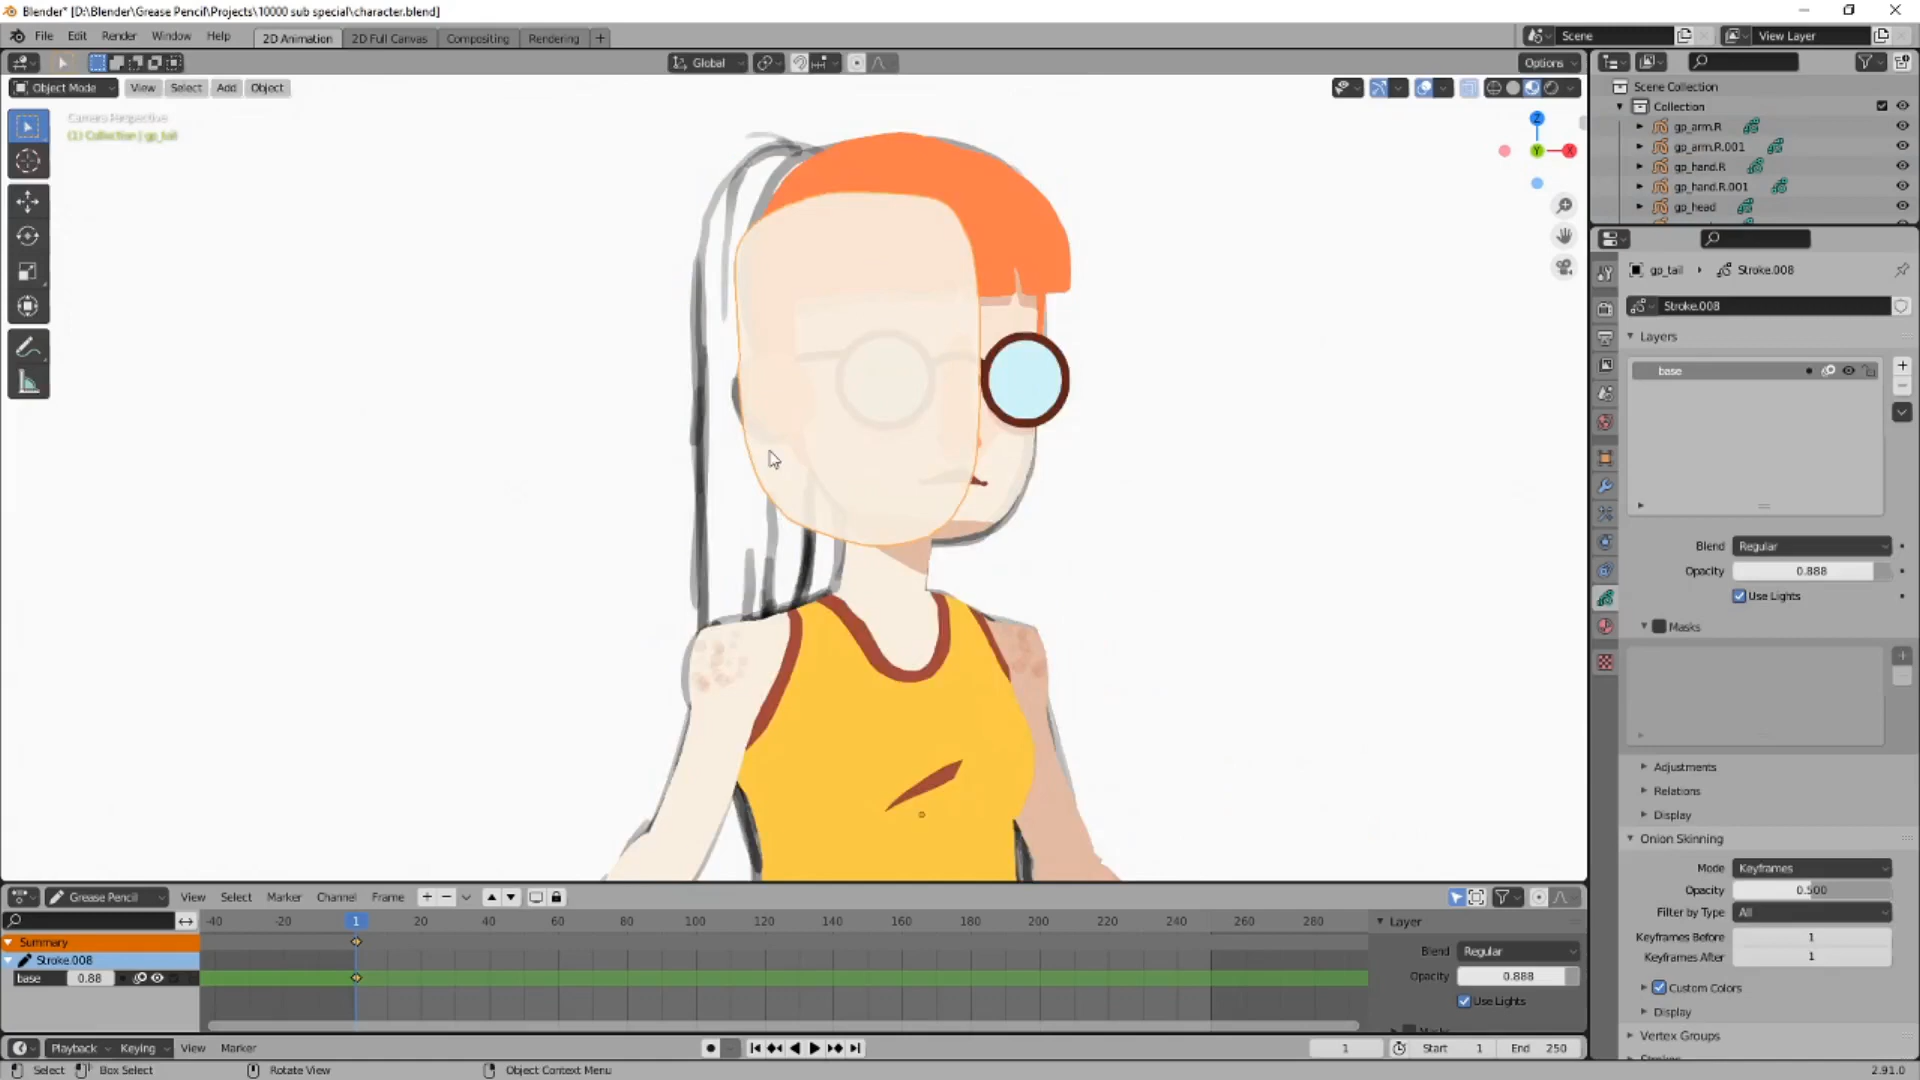 Blender* [D:\Blender\Grease Pencil\Projects\10000 sub special\character.blend]
File Edit Render Window Help 2D Animation 2D Full Canvas Compositing Rendering + Scene View Layer
Global Options
Object Mode View Select Add Object
Camera Perspective
(1) Collection | gp_tail
Z
Y X
Scene Collection
Collection
gp_arm.R
gp_arm.R.001
gp_hand.R
gp_hand.R.001
gp_head
gp_tail Stroke.008
Stroke.008
Layers
base
Blend Regular
Opacity 0.888
Use Lights
Masks
Adjustments
Relations
Display
Onion Skinning
Mode Keyframes
Opacity 0.500
Filter by Type All
Keyframes Before 1
Keyframes After 1
Custom Colors
Display
Vertex Groups
Grease Pencil View Select Marker Channel Frame
-40 -20 1 20 40 60 80 100 120 140 160 180 200 220 240 260 280
Summary
Stroke.008
base 0.88
Layer
Blend Regular
Opacity 0.888
Use Lights
Playback Keying View Marker 1 Start 1 End 250
Select Box Select Rotate View Object Context Menu 2.91.0